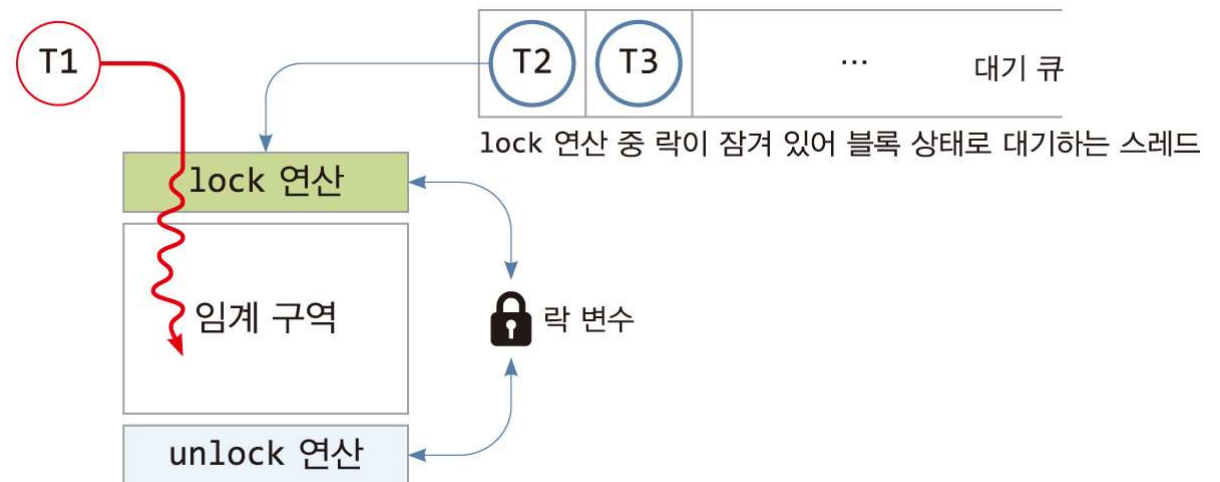 T1
T2
T3
…
대기 큐
lock 연산 중 락이 잠겨 있어 블록 상태로 대기하는 스레드
lock 연산
임계 구역
락 변수
unlock 연산